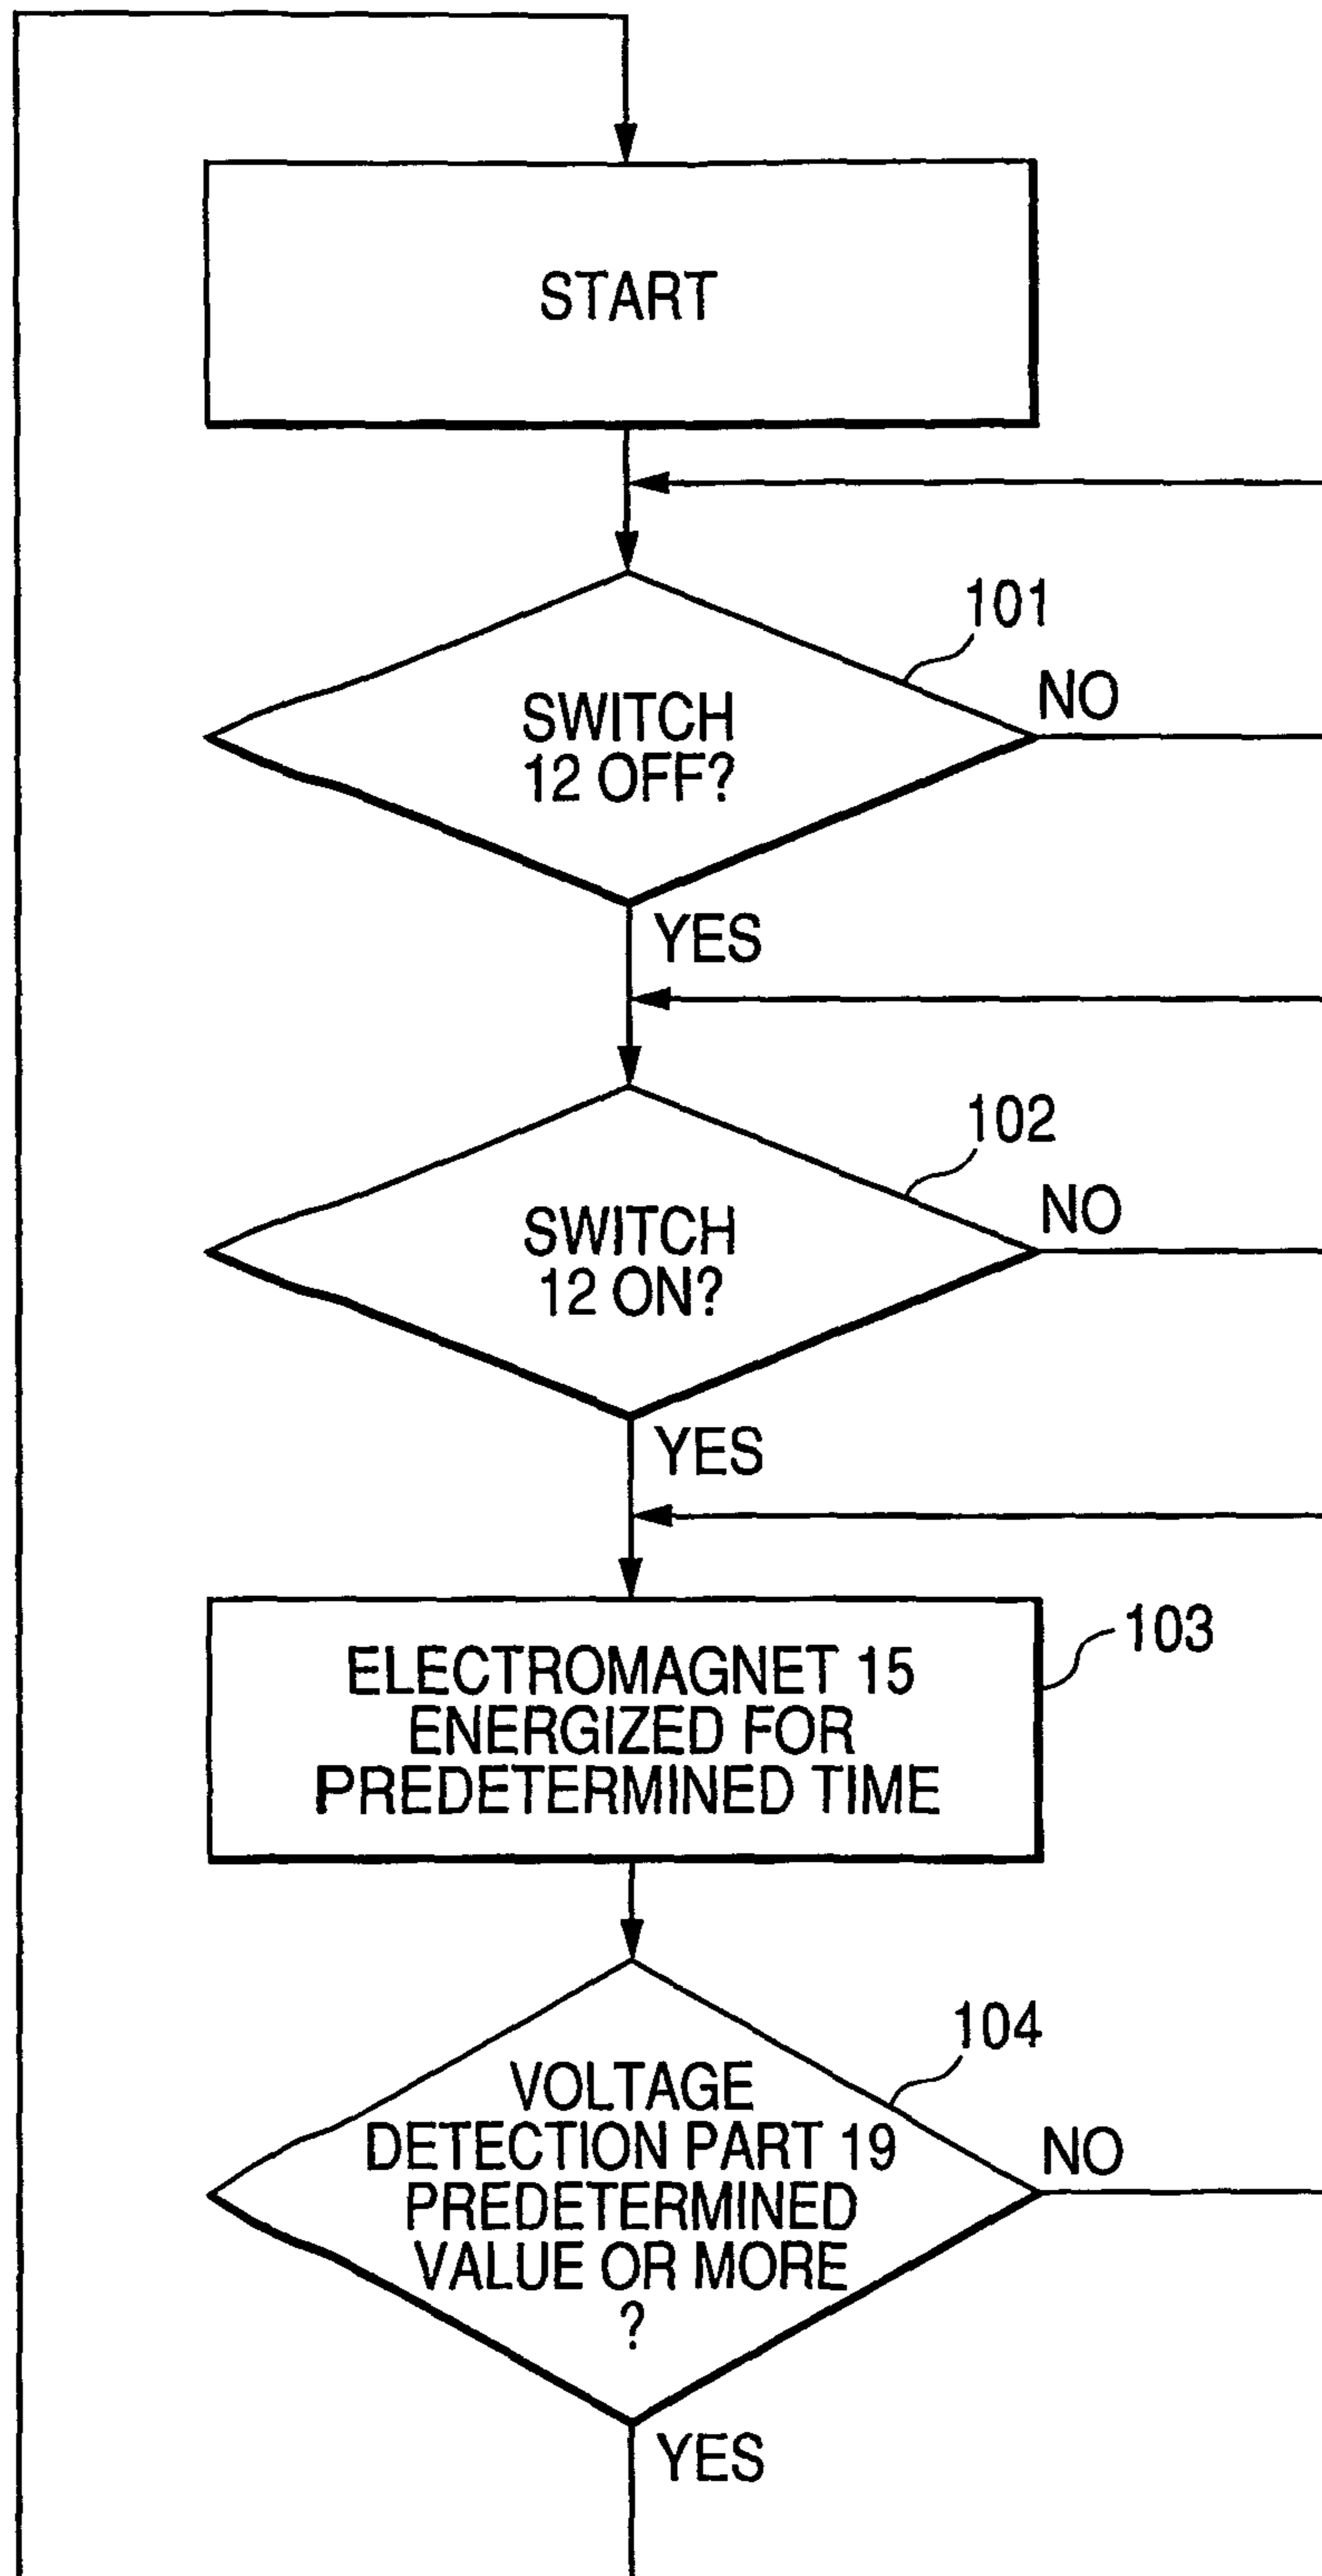 START
101
SWITCH
12 OFF?
NO
YES
102
SWITCH
12 ON?
NO
YES
103
ELECTROMAGNET 15
ENERGIZED FOR
PREDETERMINED TIME
104
VOLTAGE
DETECTION PART 19
PREDETERMINED
VALUE OR MORE
?
NO
YES